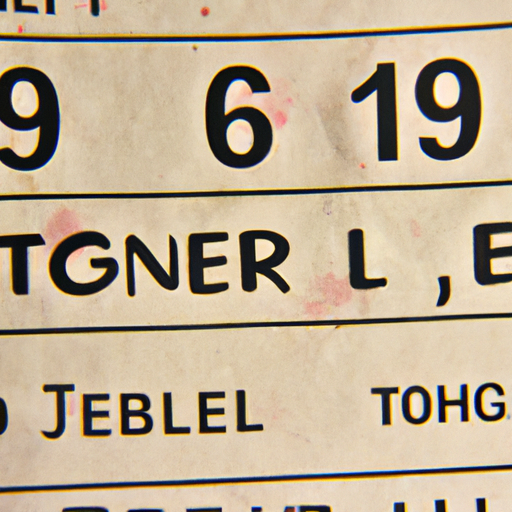 9 6 19
TGNER L , E
JEBLEL TOHG